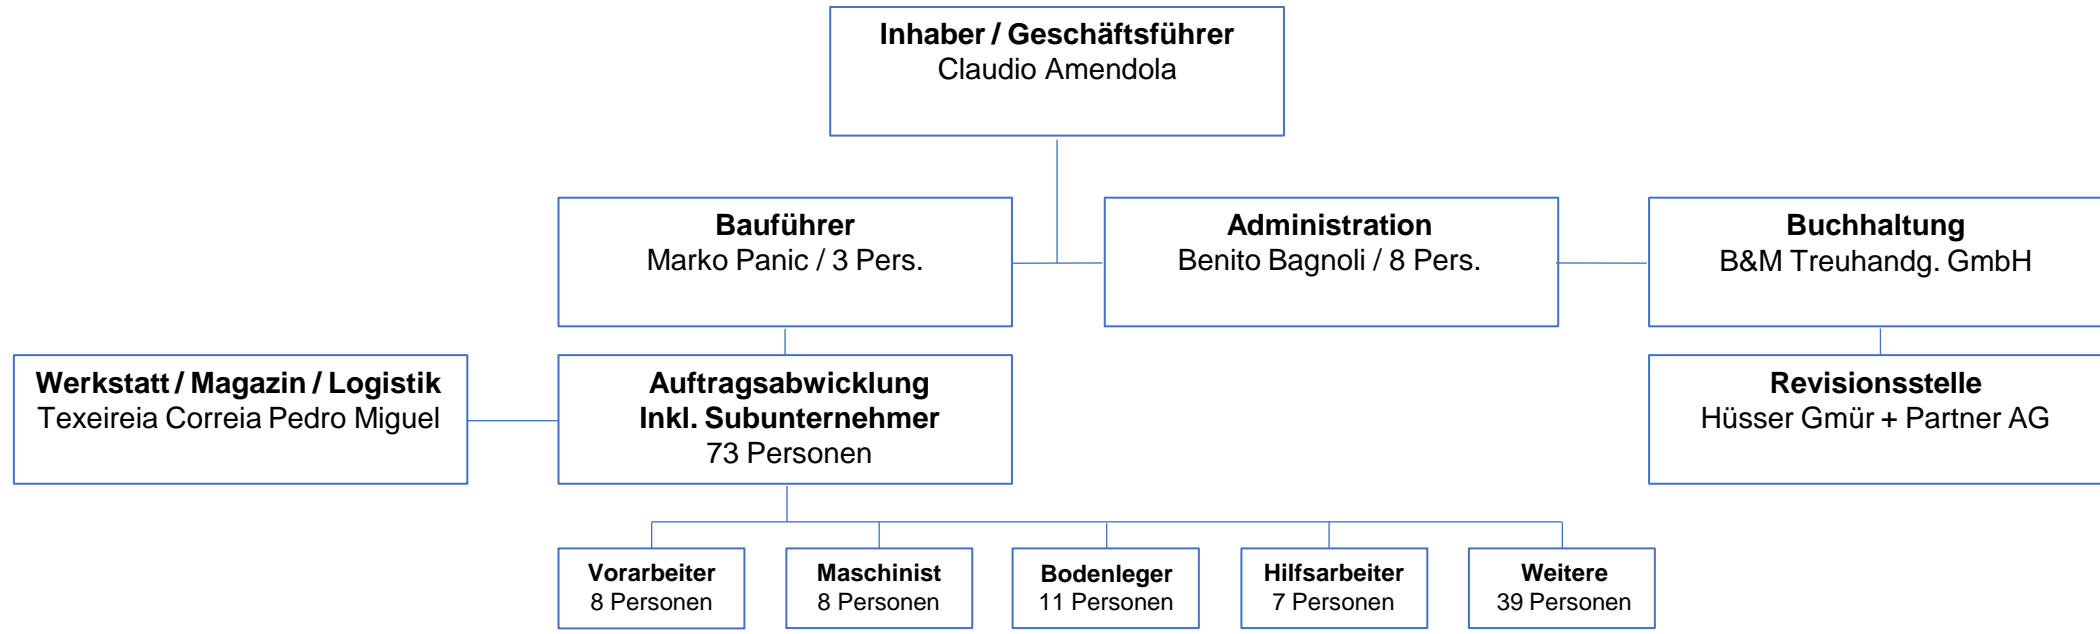 Inhaber / Geschäftsführer
Claudio Amendola
Bauführer
Marko Panic / 3 Pers.
Administration
Benito Bagnoli / 8 Pers.
Buchhaltung
B&M Treuhandg. GmbH
Werkstatt / Magazin / Logistik
Texeireia Correia Pedro Miguel
Auftragsabwicklung
Inkl. Subunternehmer
73 Personen
Revisionsstelle
Hüsser Gmür + Partner AG
Vorarbeiter
8 Personen
Maschinist
8 Personen
Bodenleger
11 Personen
Hilfsarbeiter
7 Personen
Weitere
39 Personen